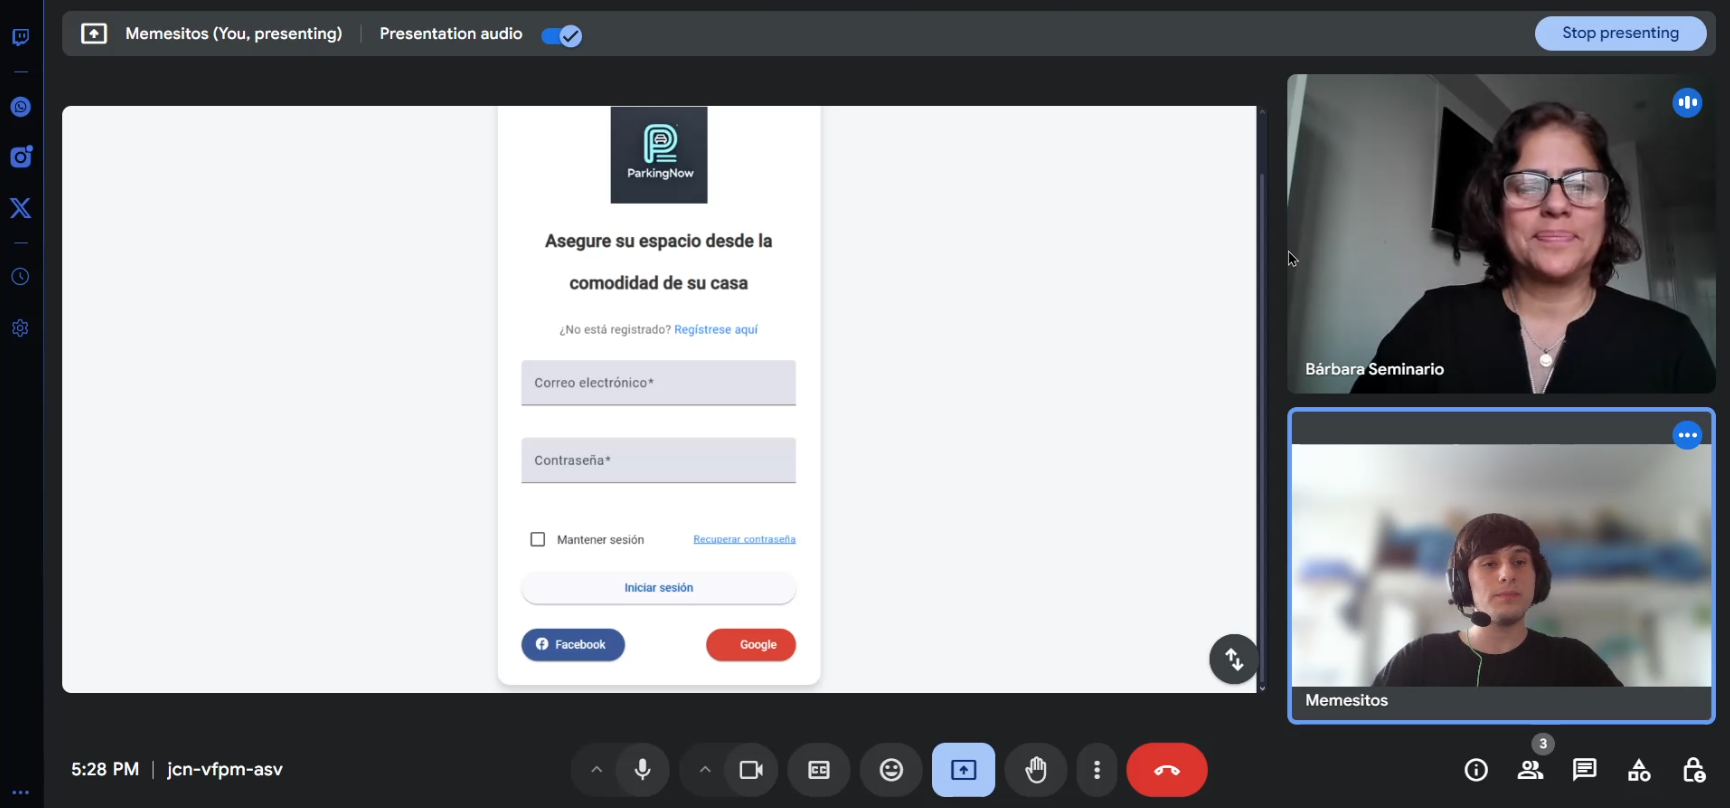 Memesitos (You, presenting)
Presentation audio
Stop presenting
ParkingNow
Asegure su espacio desde la
comodidad de su casa
¿No está registrado? Regístrese aquí
Correo electrónico*
Contraseña*
Mantener sesión
Recuperar contraseña
Iniciar sesión
Facebook
Google
Bárbara Seminario
Memesitos
5:28 PM | jcn-vfpm-asv
CC
3